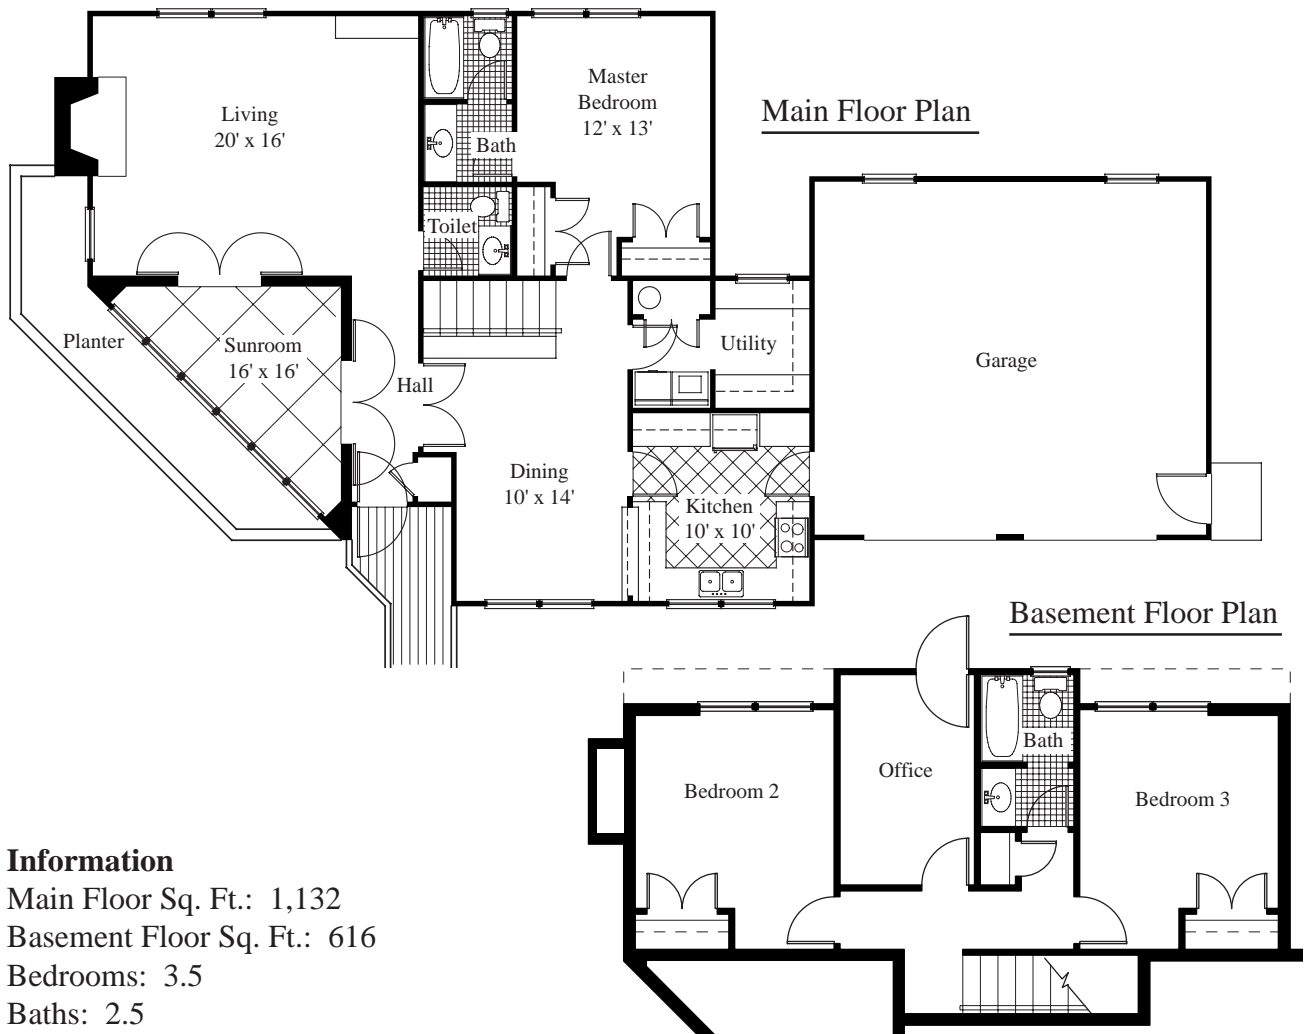 Living
20' x 16'
Master
Bedroom
12' x 13'
Main Floor Plan
Bath
Toilet
Planter
Sunroom
16' x 16'
Hall
Utility
Garage
Dining
10' x 14'
Kitchen
10' x 10'
Basement Floor Plan
Bedroom 2
Office
Bath
Bedroom 3
Information
Main Floor Sq. Ft.: 1,132
Basement Floor Sq. Ft.: 616
Bedrooms: 3.5
Baths: 2.5